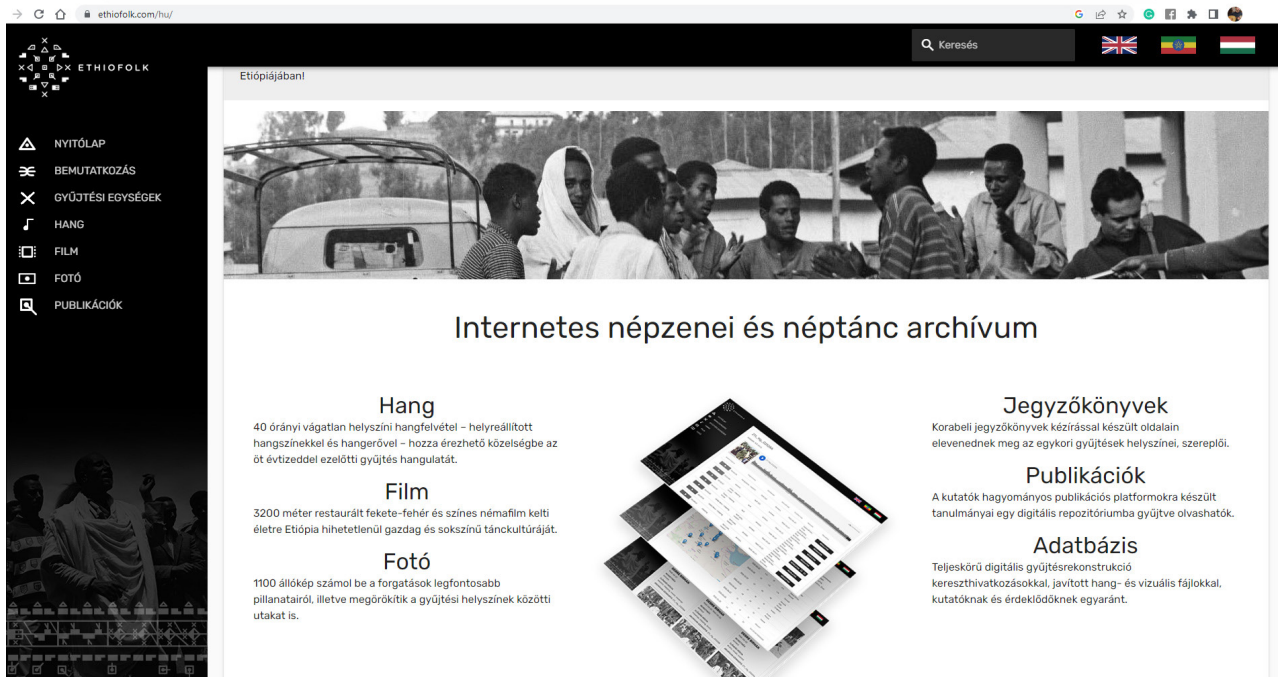 ethiofolk.com/hu/
Keresés
ETHIOFOLK
NYITÓLAP
BEMUTATKOZÁS
GYŰJTÉSI EGYSÉGEK
HANG
FILM
FOTÓ
PUBLIKÁCIÓK
Etiópiájában!
Internetes népzenei és néptánc archívum
Hang
40 órányi vágatlan helyszíni hangfelvétel – helyreállított
hangszínekkel és hangerővel – hozza érezhető közelségbe az
öt évtizeddel ezelőtti gyűjtés hangulatát.
Film
3200 méter restaurált fekete-fehér és színes némafilm kelti
életre Etiópia hihetetlenül gazdag és sokszínű tánckultúráját.
Fotó
1100 állókép számol be a forgatások legfontosabb
pillanatairól, illetve megörökítik a gyűjtési helyszínek közötti
utakat is.
Jegyzőkönyvek
Korabeli jegyzőkönyvek kézírással készült oldalain
elevenednek meg az egykori gyűjtések helyszínei, szereplői.
Publikációk
A kutatók hagyományos publikációs platformokra készült
tanulmányai egy digitális repozitóriumba gyűjtve olvashatók.
Adatbázis
Teljeskörű digitális gyűjtésrekonstrukció
kereszthivatkozásokkal, javított hang- és vizuális fájlokkal,
kutatóknak és érdeklődőknek egyaránt.